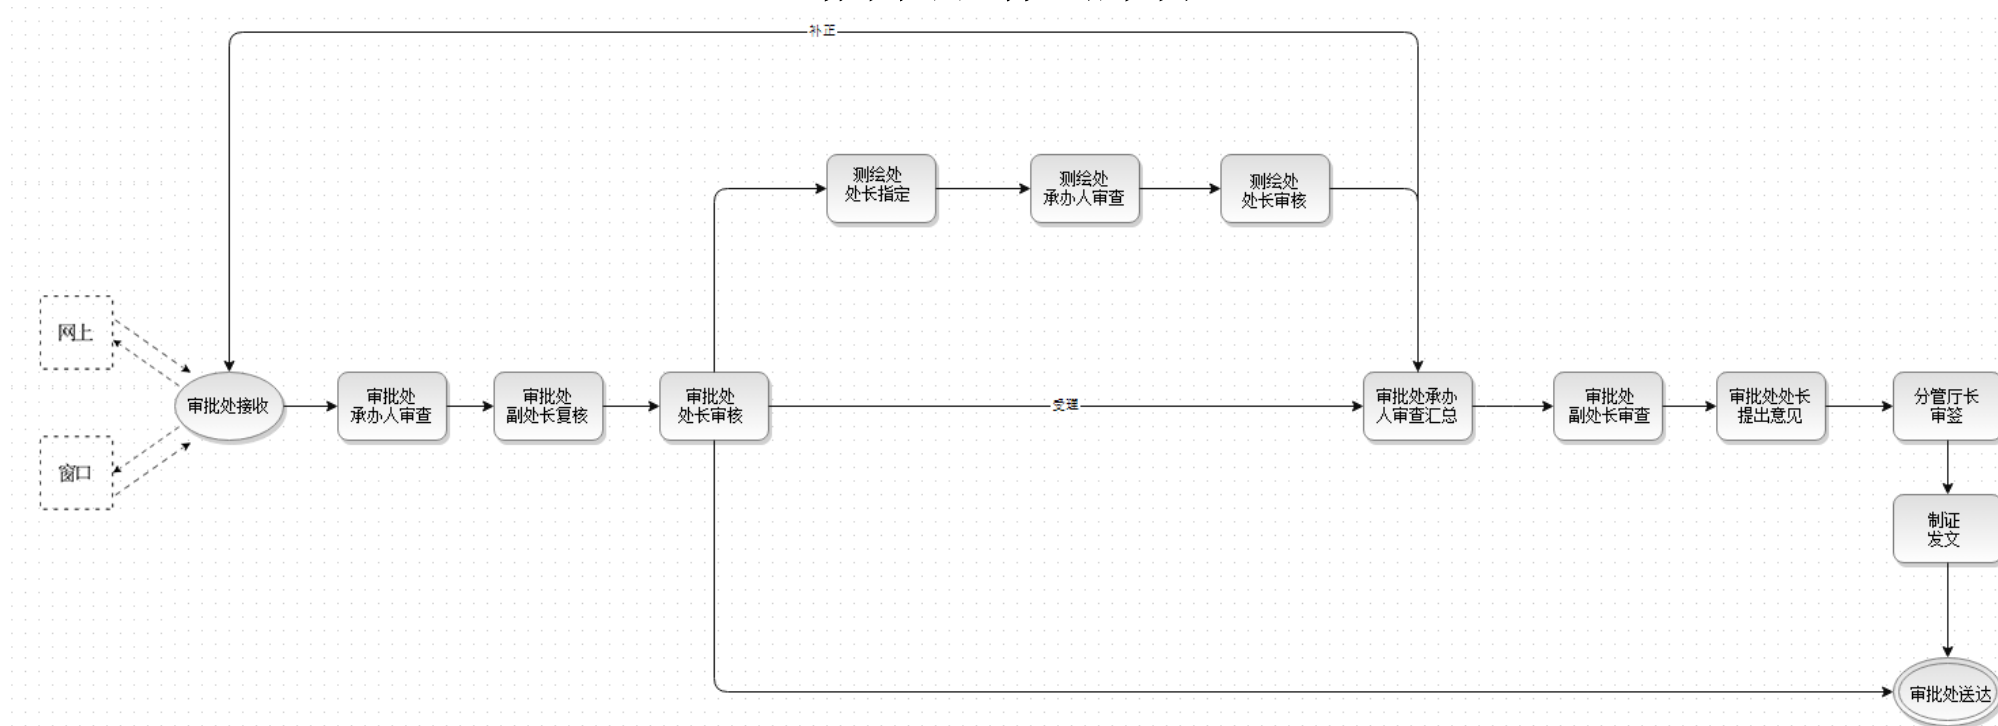 补正
测绘处
处长指定
测绘处
承办人审查
测绘处
处长审核
网上
窗口
审批处接收
审批处
承办人审查
审批处
副处长复核
审批处
处长审核
受理
审批处承办
人审查汇总
审批处
副处长审查
审批处处长
提出意见
分管厅长
审签
制证
发文
审批处送达